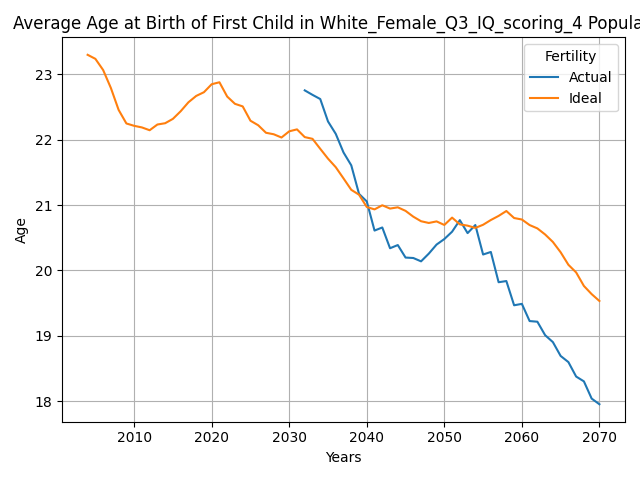 Average Age at Birth of First Child in White_Female_Q3_IQ_scoring_4 Popula
Fertility
Actual
Ideal
23
22
21
20
19
18
Age
2010 2020 2030 2040 2050 2060 2070
Years